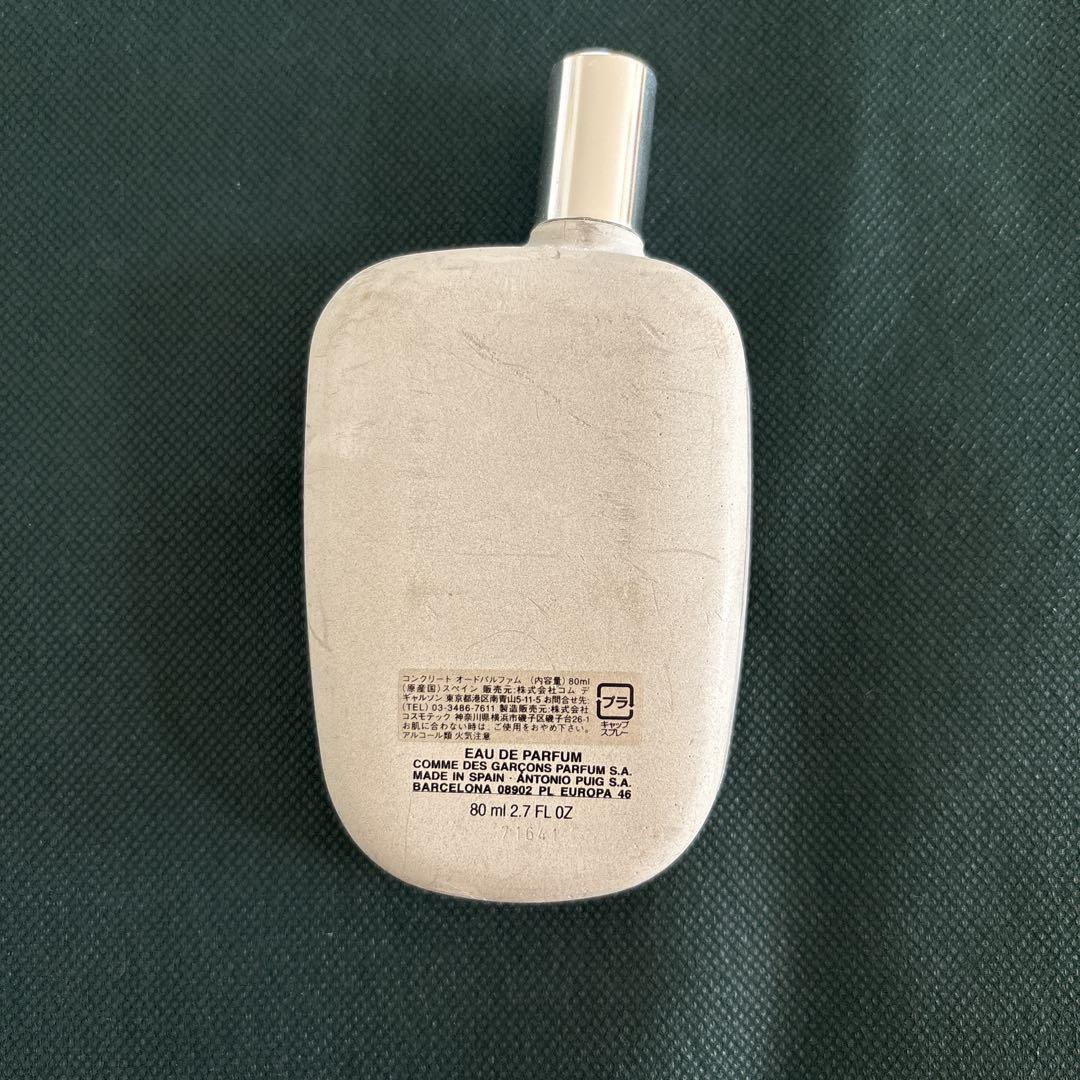 コンクリート オードパルファム (内容量) 80ml
(原産国)スペイン 販売元:株式会社コム デ
ギャルソン 東京都港区南青山5-11-5 お問合せ先:
(TEL) 03-3486-7611 製造販売元:株式会社
コスモテック 神奈川県横浜市磯子区磯子台26-1
お肌に合わない時は、ご使用をおやめ下さい。
アルコール類 火気注意
プラ
キャップ
スプレー
EAU DE PARFUM
COMME DES GARÇONS PARFUM S.A.
MADE IN SPAIN · ANTONIO PUIG S.A.
BARCELONA 08902 PL EUROPA 46
80 ml 2.7 FL OZ
71641